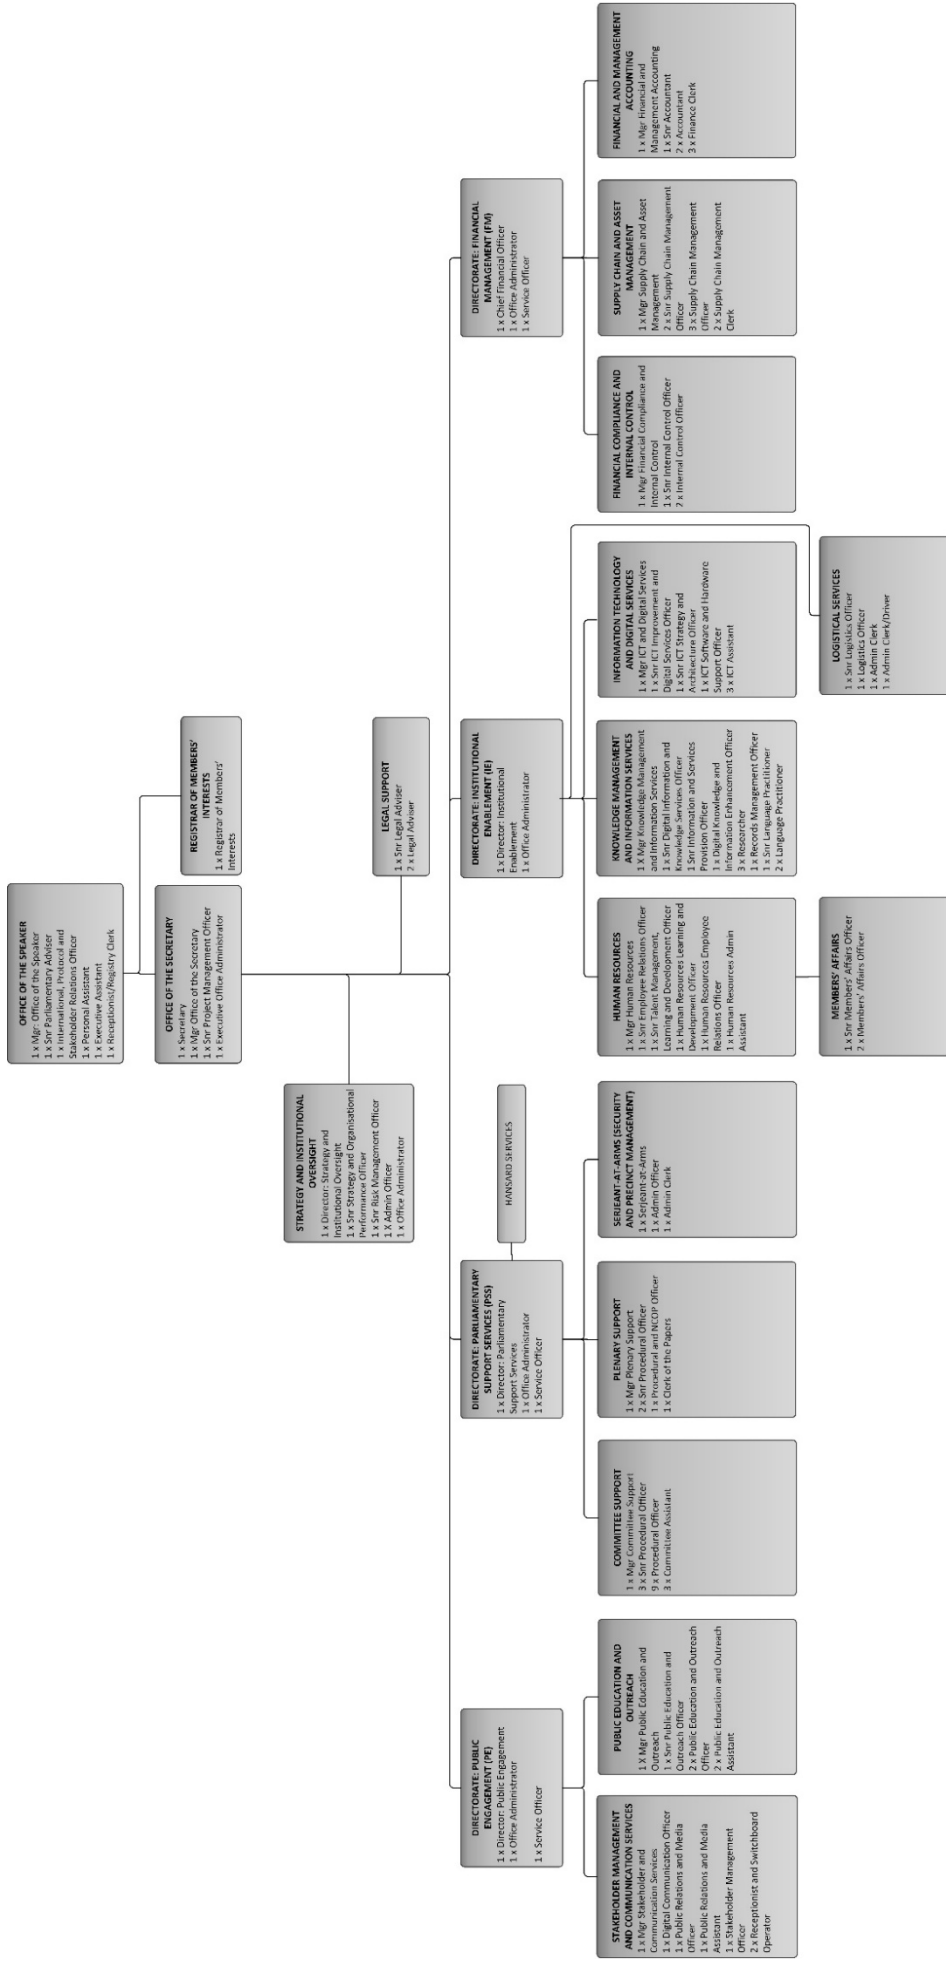 OFFICE OF THE SPEAKER
1 x Mgr: Office of the Speaker
1 x Snr Parliamentary Adviser
1 x International, Protocol and
Stakeholder Relations Officer
1 x Personal Assistant
1 x Executive Assistant
1 x Receptionist/Registry Clerk
REGISTRAR OF MEMBERS'
INTERESTS
1 x Registrar of Members'
Interests
OFFICE OF THE SECRETARY
1 x Secretary
1 x Mgr Office of the Secretary
1 x Snr Project Management Officer
1 x Executive Office Administrator
STRATEGY AND INSTITUTIONAL
OVERSIGHT
1 x Director: Strategy and
Institutional Oversight
1 x Snr Strategy and Organisational
Performance Officer
1 x Snr Risk Management Officer
1 x Admin Officer
1 x Office Administrator
LEGAL SUPPORT
1 x Snr Legal Adviser
2 x Legal Adviser
DIRECTORATE: PUBLIC
ENGAGEMENT (PE)
1 x Director: Public Engagement
1 x Office Administrator
1 x Service Officer
DIRECTORATE: PARLIAMENTARY
SUPPORT SERVICES (PSS)
1 x Director: Parliamentary
Support Services
1 x Office Administrator
1 x Service Officer
HANSARD SERVICES
DIRECTORATE: INSTITUTIONAL
ENABLEMENT (IE)
1 x Director: Institutional
Enablement
1 x Office Administrator
DIRECTORATE: FINANCIAL
MANAGEMENT (FM)
1 x Chief Financial Officer
1 x Office Administrator
1 x Service Officer
STAKEHOLDER MANAGEMENT
AND COMMUNICATION SERVICES
1 x Mgr Stakeholder and
Communication Services
1 x Digital Communication Officer
1 x Public Relations and Media
Officer
1 x Public Relations and Media
Assistant
1 x Stakeholder Management
Officer
2 x Receptionist and Switchboard
Operator
PUBLIC EDUCATION AND
OUTREACH
1 X Mgr Public Education and
Outreach
1 x Snr Public Education and
Outreach Officer
2 x Public Education and Outreach
Officer
2 x Public Education and Outreach
Assistant
COMMITTEE SUPPORT
1 x Mgr Committee Support
3 x Snr Procedural Officer
9 x Procedural Officer
3 x Committee Assistant
PLENARY SUPPORT
1 x Mgr Plenary Support
2 x Snr Procedural Officer
1 x Procedural and NCOP Officer
1 x Clerk of the Papers
SERJEANT-AT-ARMS (SECURITY
AND PRECINCT MANAGEMENT)
1 x Serjeant-at-Arms
1 x Admin Officer
1 x Admin Clerk
HUMAN RESOURCES
1 x Mgr Human Resources
1 x Snr Employee Relations Officer
1 x Snr Talent Management,
Learning and Development Officer
1 x Human Resources Learning and
Development Officer
1 x Human Resources Employee
Relations Officer
1 x Human Resources Admin
Assistant
KNOWLEDGE MANAGEMENT
AND INFORMATION SERVICES
1 x Mgr Knowledge Management
and Information Services
1 x Snr Digital Information and
Knowledge Services Officer
1 x Snr Information and Services
Provision Officer
1 x Digital Knowledge and
Information Enhancement Officer
3 x Researcher
1 x Records Management Officer
1 x Snr Language Practitioner
2 x Language Practitioner
INFORMATION TECHNOLOGY
AND DIGITAL SERVICES
1 x Mgr ICT and Digital Services
1 x Snr ICT Improvement and
Digital Services Officer
1 x Snr ICT Strategy and
Architecture Officer
1 x ICT Software and Hardware
Support Officer
3 x ICT Assistant
FINANCIAL COMPLIANCE AND
INTERNAL CONTROL
1 x Mgr Financial Compliance and
Internal Control
1 x Snr Internal Control Officer
2 x Internal Control Officer
SUPPLY CHAIN AND ASSET
MANAGEMENT
1 x Mgr Supply Chain and Asset
Management
2 x Snr Supply Chain Management
Officer
3 x Supply Chain Management
Officer
2 x Supply Chain Management
Clerk
FINANCIAL AND MANAGEMENT
ACCOUNTING
1 x Mgr Financial and
Management Accounting
1 x Snr Accountant
2 x Accountant
3 x Finance Clerk
MEMBERS' AFFAIRS
1 x Snr Members' Affairs Officer
2 x Members' Affairs Officer
LOGISTICAL SERVICES
1 x Snr Logistics Officer
1 x Logistics Officer
1 x Admin Clerk
1 x Admin Clerk/Driver